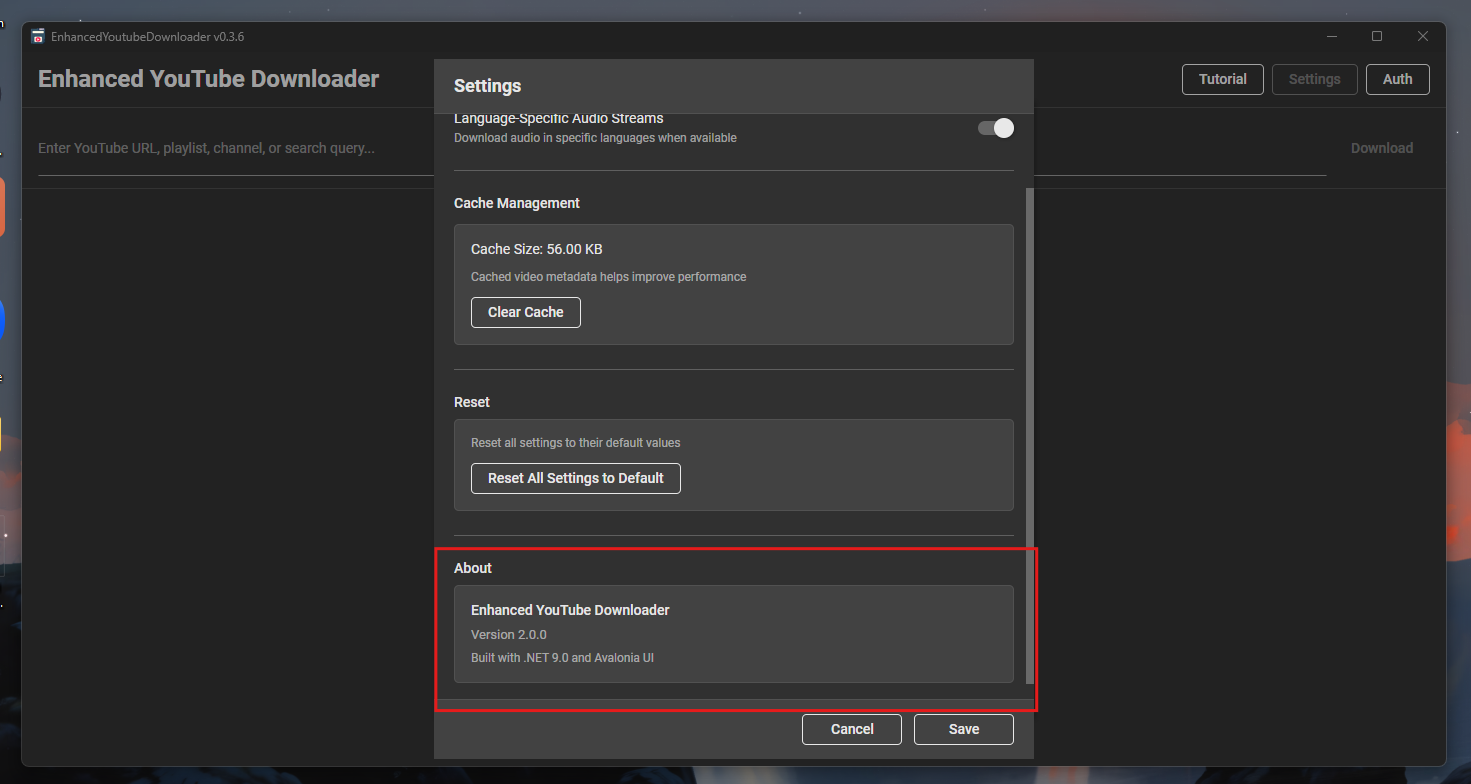 EnhancedYoutubeDownloader v0.3.6
Enhanced YouTube Downloader
Tutorial
Settings
Auth
Enter YouTube URL, playlist, channel, or search query...
Download
Settings
Language-Specific Audio Streams
Download audio in specific languages when available
Cache Management
Cache Size: 56.00 KB
Cached video metadata helps improve performance
Clear Cache
Reset
Reset all settings to their default values
Reset All Settings to Default
About
Enhanced YouTube Downloader
Version 2.0.0
Built with .NET 9.0 and Avalonia UI
Cancel
Save